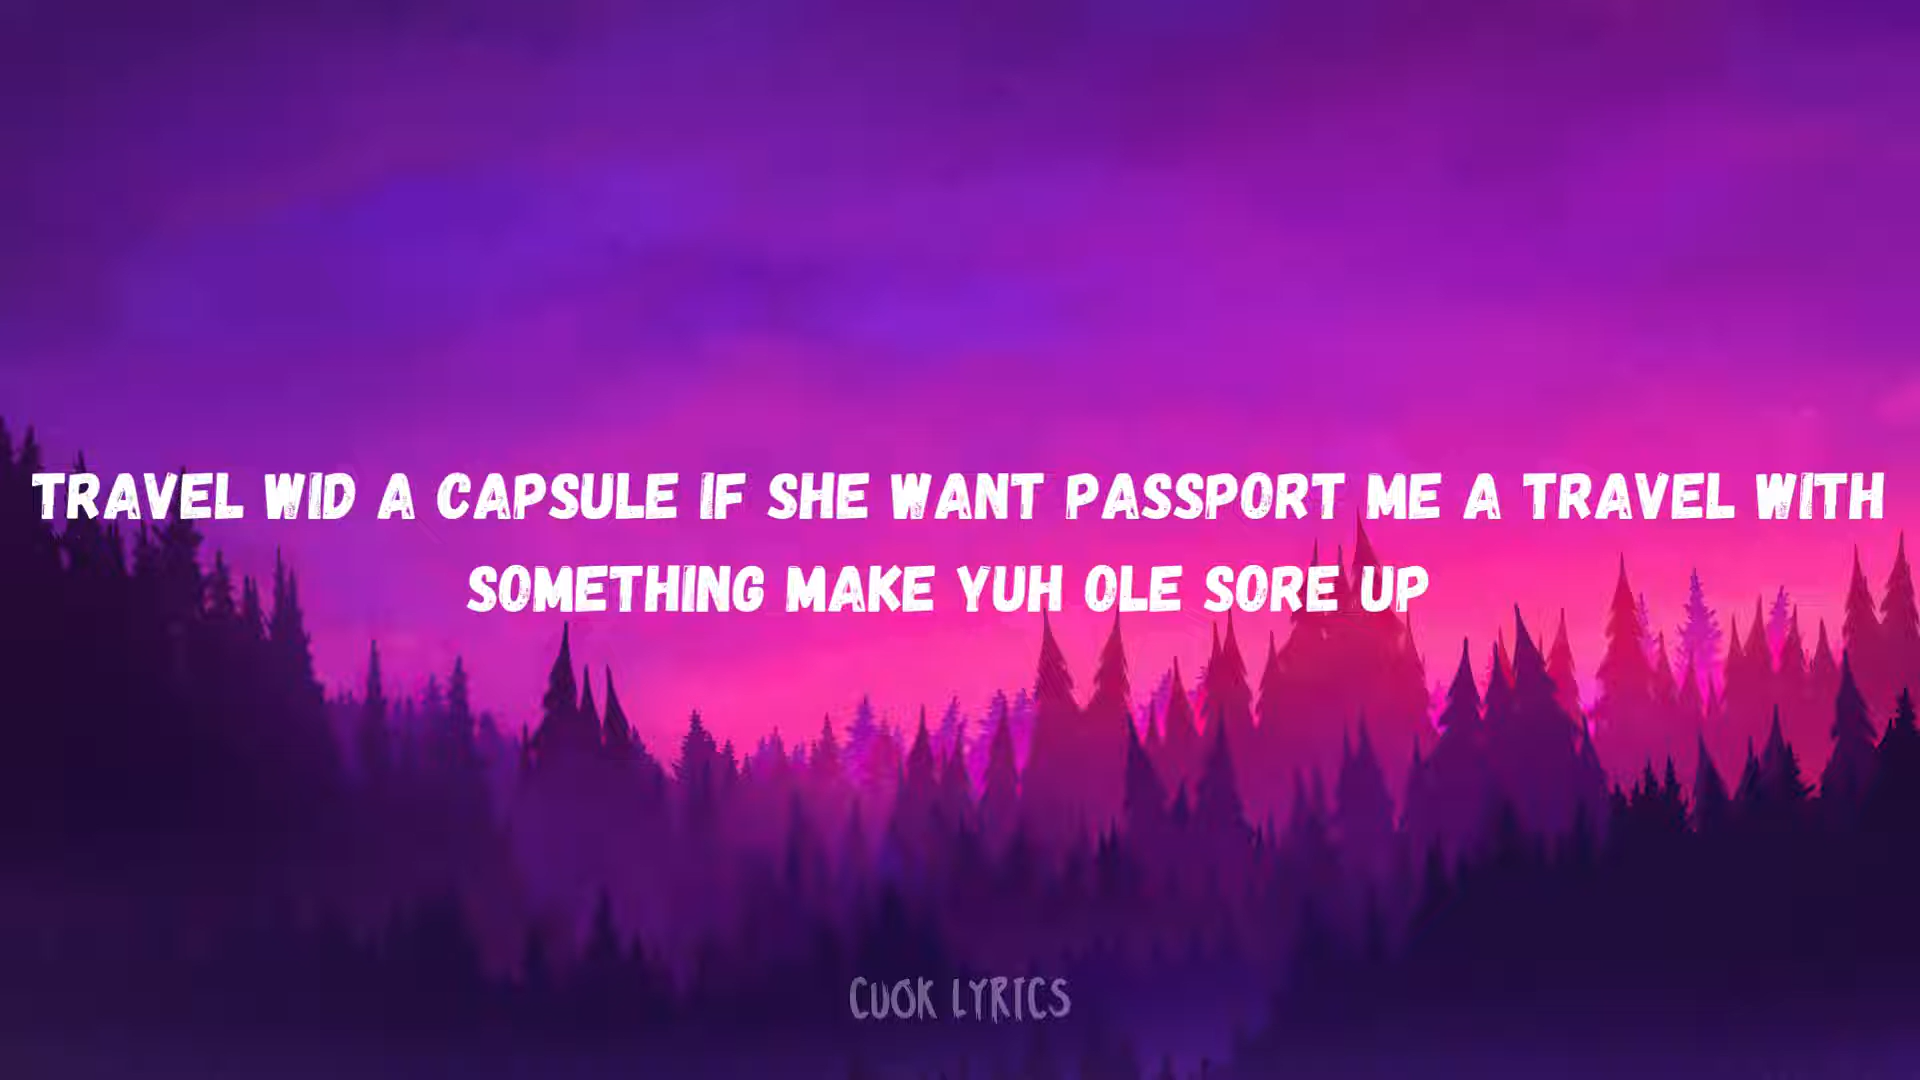 TRAVEL WID A CAPSULE IF SHE WANT PASSPORT ME A TRAVEL WITH
SOMETHING MAKE YUH OLE SORE UP
CUOK LYRICS